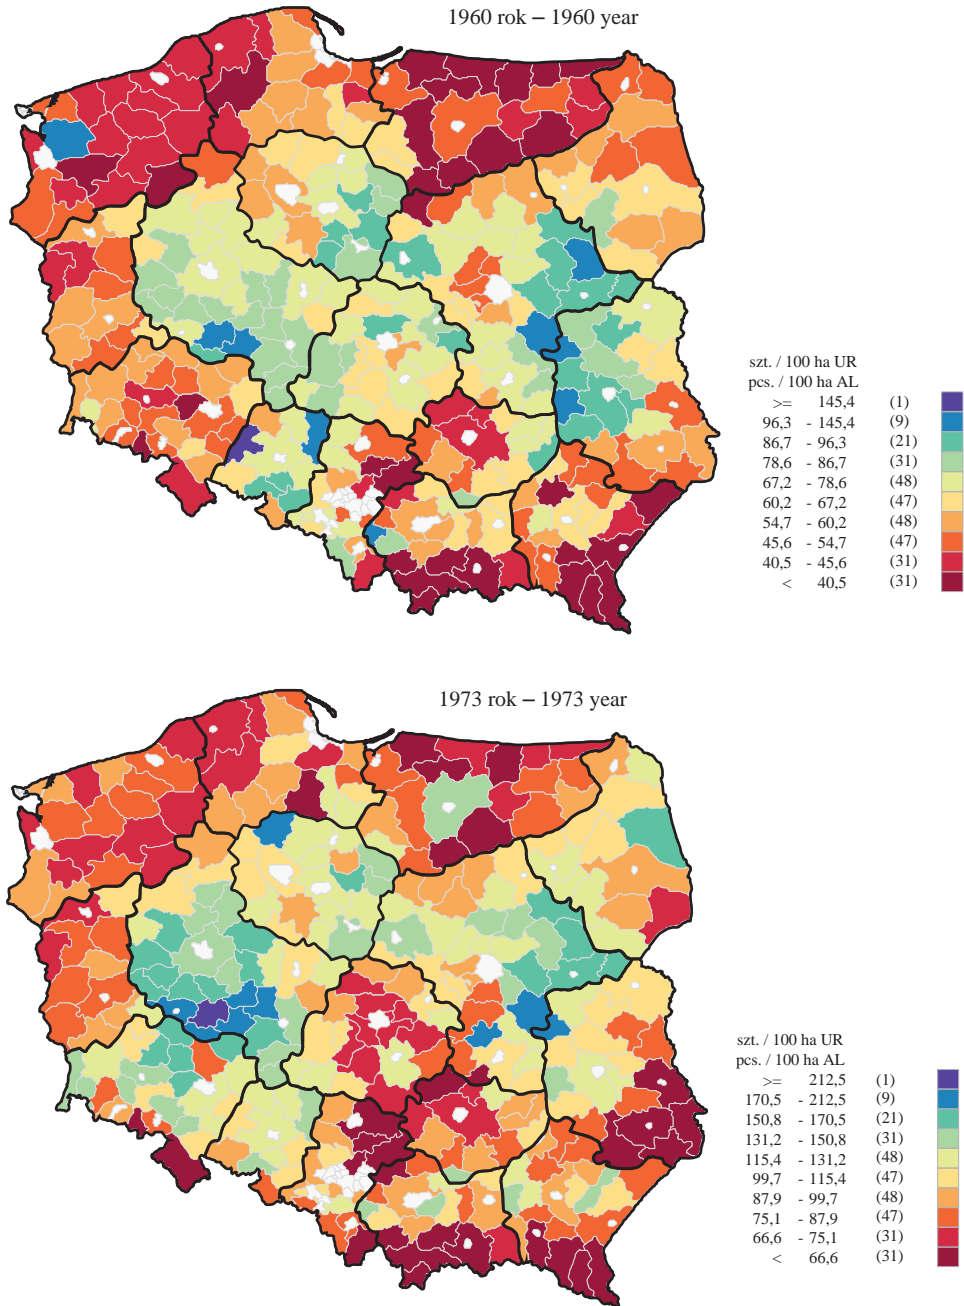 1960 rok – 1960 year
szt. / 100 ha UR
pcs. / 100 ha AL
>= 145,4 (1)
96,3 - 145,4 (9)
86,7 - 96,3 (21)
78,6 - 86,7 (31)
67,2 - 78,6 (48)
60,2 - 67,2 (47)
54,7 - 60,2 (48)
45,6 - 54,7 (47)
40,5 - 45,6 (31)
< 40,5 (31)
1973 rok – 1973 year
szt. / 100 ha UR
pcs. / 100 ha AL
>= 212,5 (1)
170,5 - 212,5 (9)
150,8 - 170,5 (21)
131,2 - 150,8 (31)
115,4 - 131,2 (48)
99,7 - 115,4 (47)
87,9 - 99,7 (48)
75,1 - 87,9 (47)
66,6 - 75,1 (31)
< 66,6 (31)